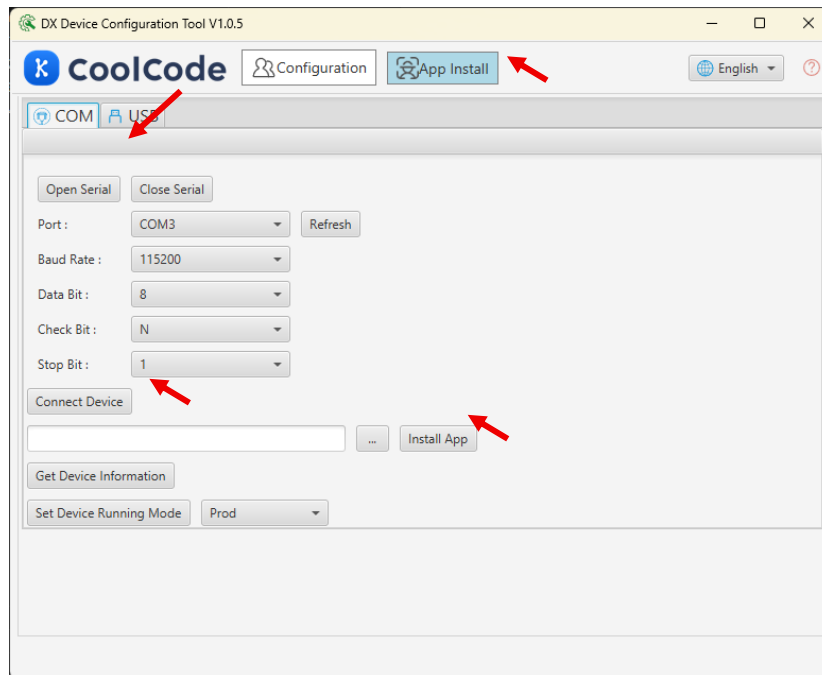 DX Device Configuration Tool V1.0.5
K CoolCode Configuration App Install English ?
COM USB
Open Serial Close Serial
Port : COM3 Refresh
Baud Rate : 115200
Data Bit : 8
Check Bit : N
Stop Bit : 1
Connect Device
... Install App
Get Device Information
Set Device Running Mode Prod